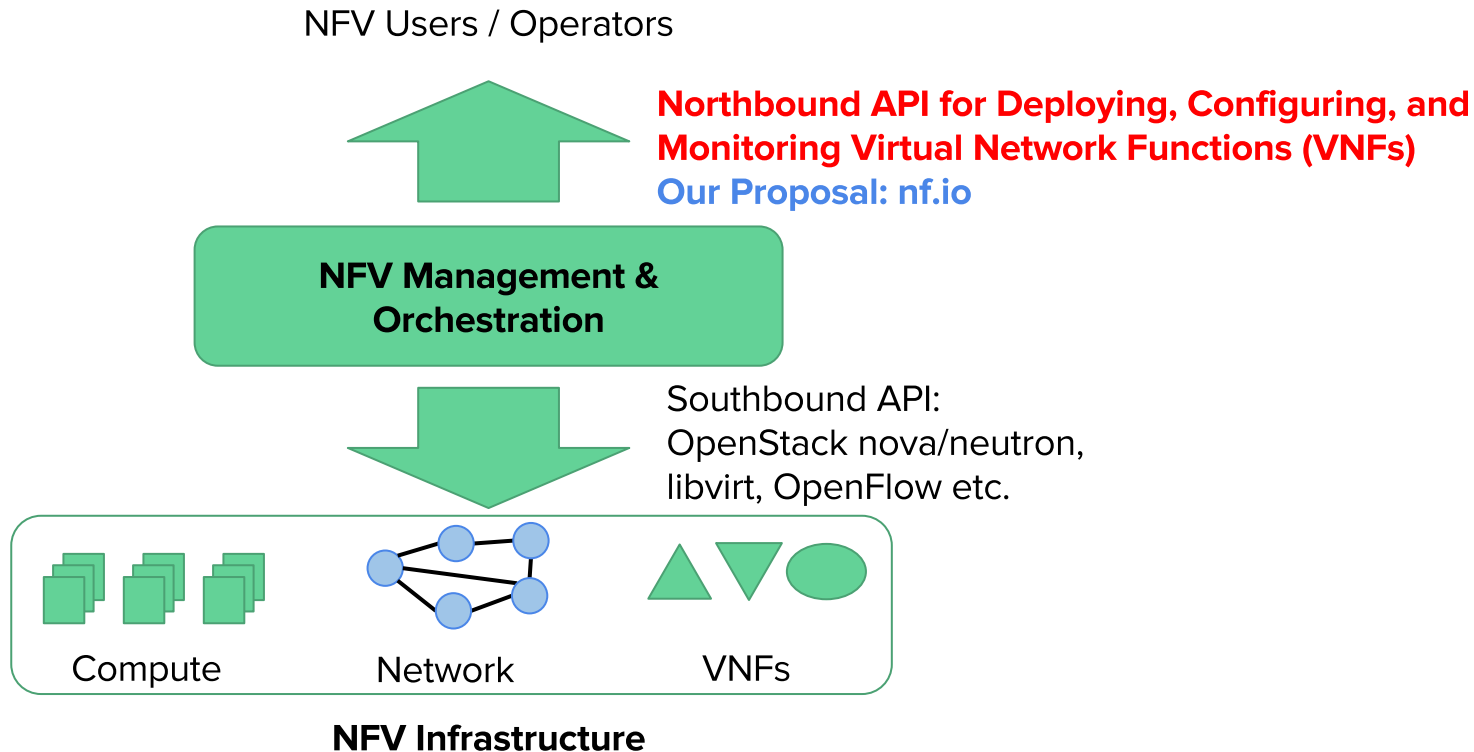 NFV Users / Operators
Northbound API for Deploying, Configuring, and
Monitoring Virtual Network Functions (VNFs)
Our Proposal: nf.io
NFV Management &
Orchestration
Southbound API:
OpenStack nova/neutron,
libvirt, OpenFlow etc.
Compute
Network
VNFs
NFV Infrastructure